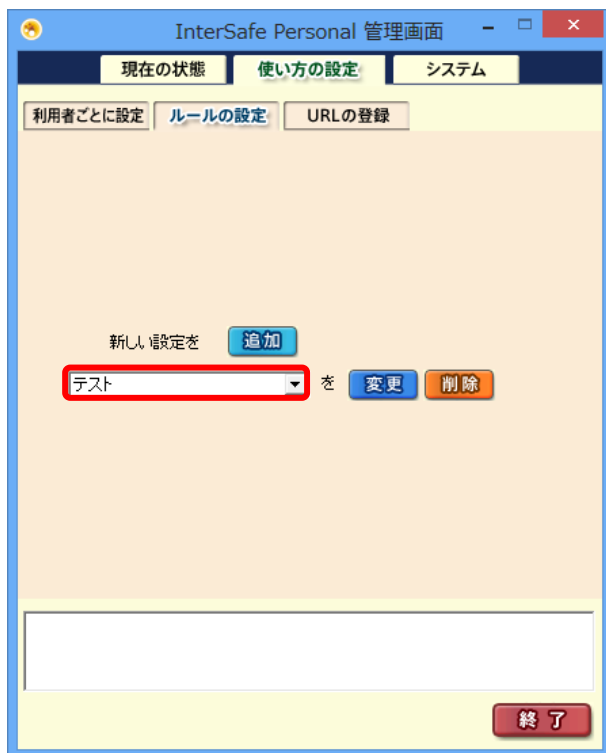 InterSafe Personal 管理画面
現在の状態 使い方の設定 システム
利用者ごとに設定 ルールの設定 URLの登録
新しい設定を 追加
テスト を 変更 削除
終了